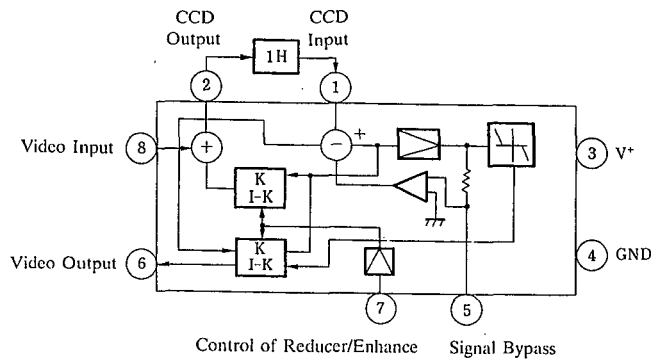 CCD
Output
CCD
Input
1H
2
1
Video Input
8
+
+
−
3
V⁺
K
I–K
K
I–K
Video Output
6
4
GND
7
5
Control of Reducer/Enhance
Signal Bypass